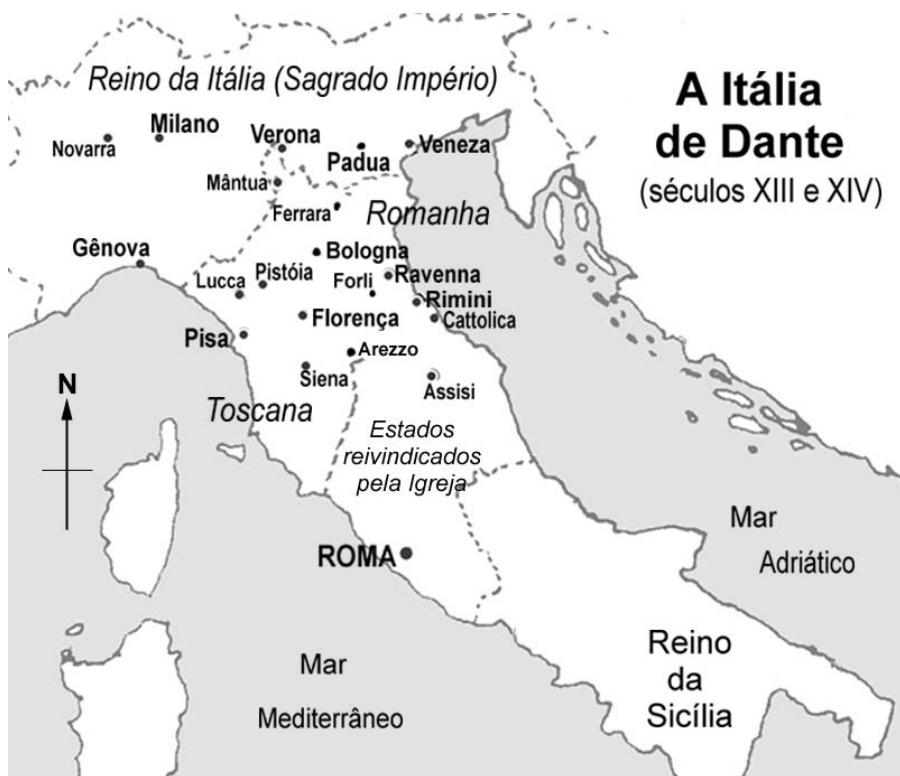 Reino da Itália (Sagrado Império)
A Itália
de Dante
(séculos XIII e XIV)
Novarra
Milano
Verona
Padua
Veneza
Mântua
Ferrara
Romanha
Gênova
Bologna
Lucca
Pistóia
Forli
Ravenna
Rimini
Pisa
Florença
Cattolica
Arezzo
Siena
Assisi
N
Toscana
Estados
reivindicados
pela Igreja
ROMA
Mar
Adriático
Mar
Mediterrâneo
Reino
da
Sicília